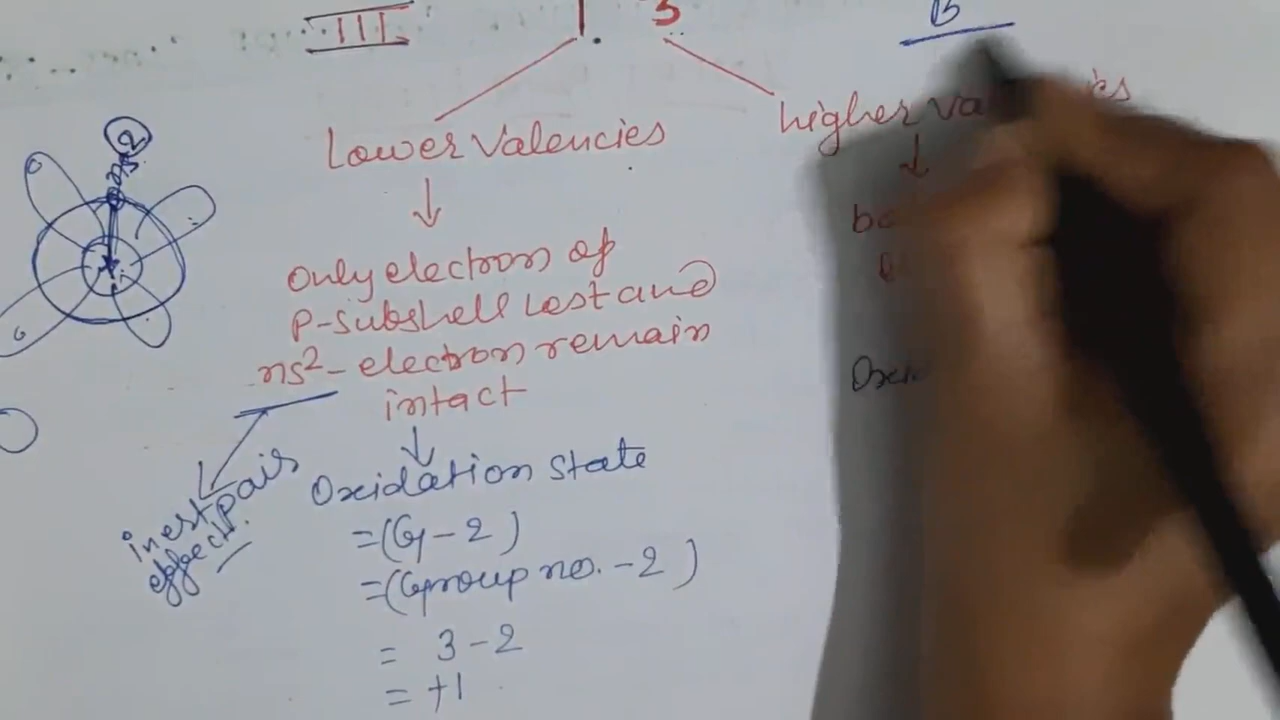 III
1. 3
B
Lower Valencies
higher va
Only electron of
P-subshell lost and
ns²- electron remain
intact
inert pair
effect.
Oxidation state
=(G-2)
=(Group no. -2)
= 3-2
= +1